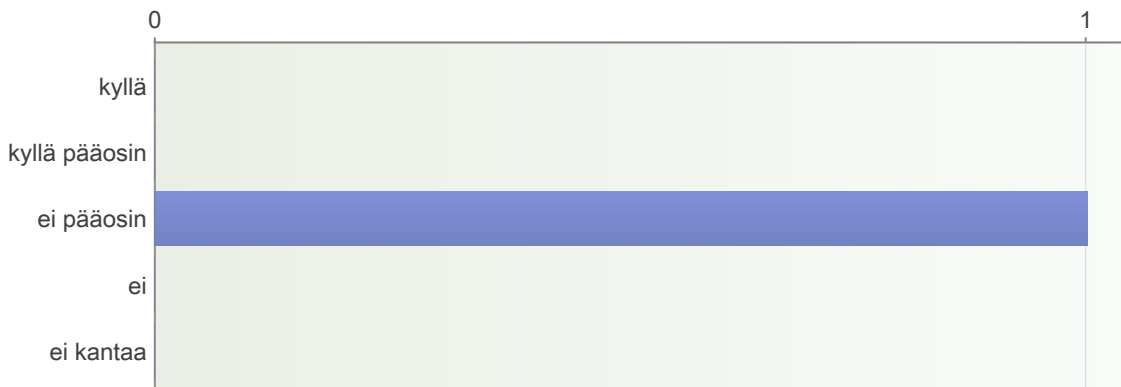 0 1
kyllä
kyllä pääosin
ei pääosin
ei
ei kantaa